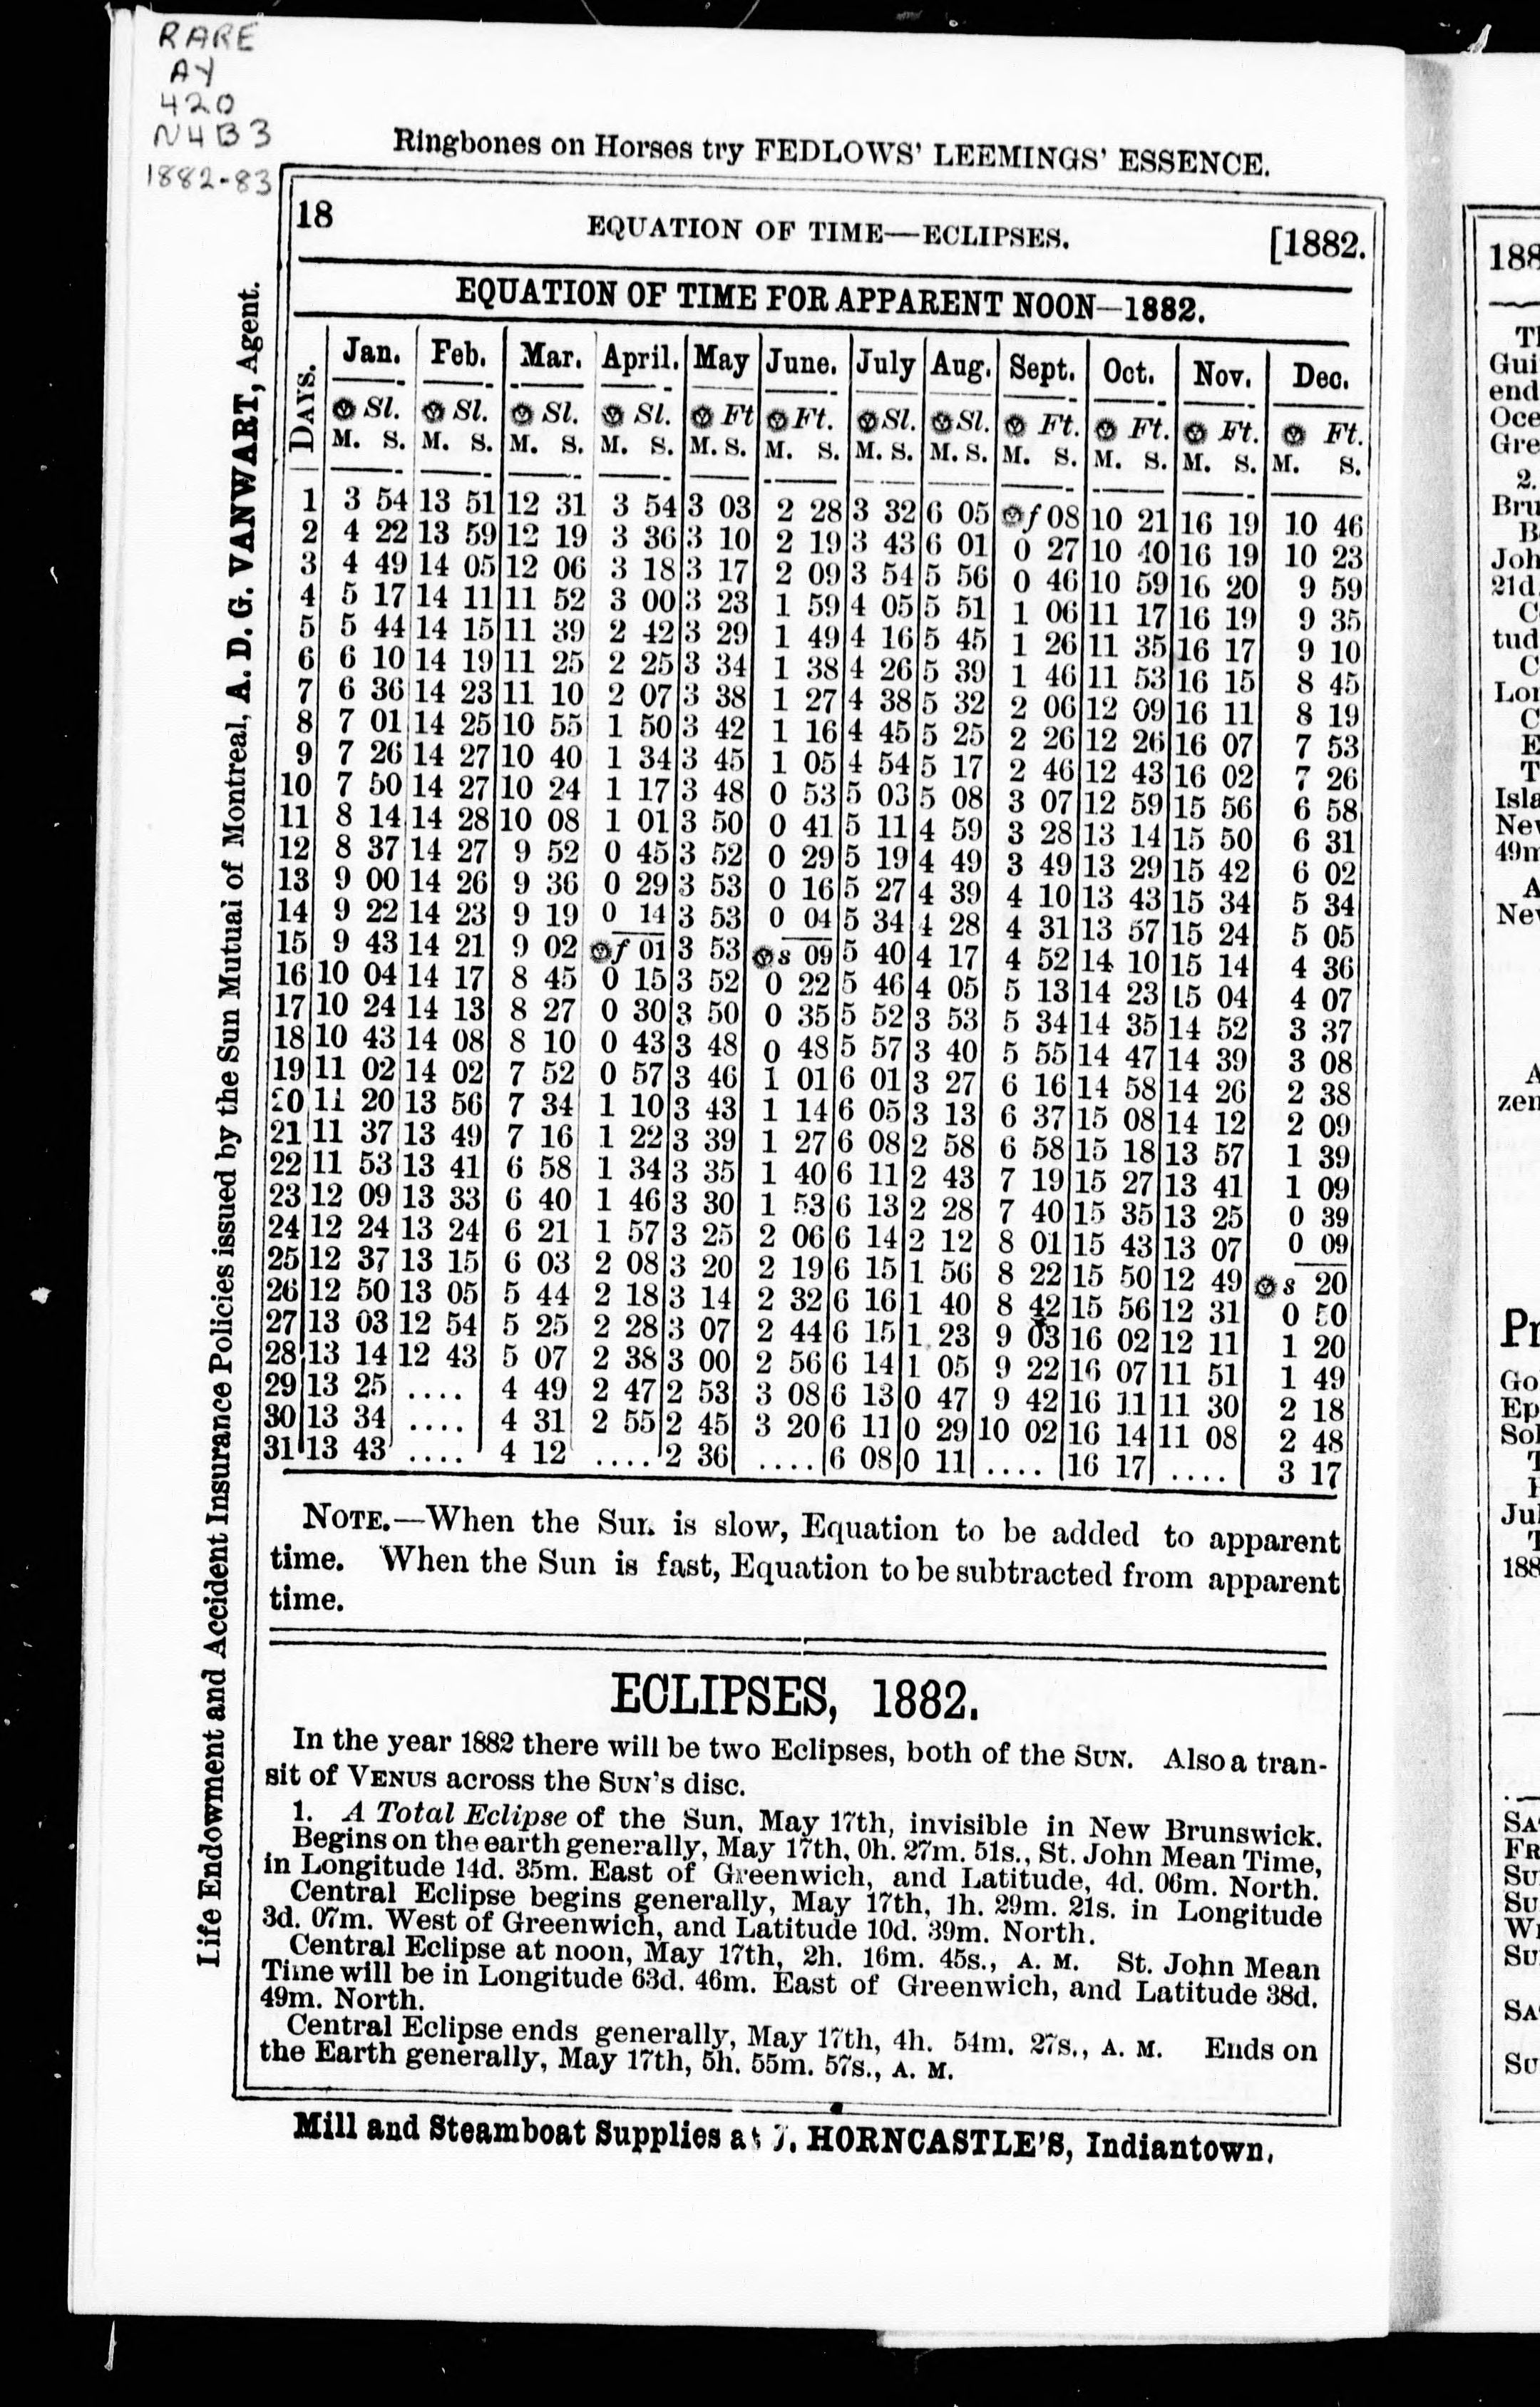 RARE
AY
420
N4B3
1882-83
Ringbones on Horses try FEDLOWS' LEEMINGS' ESSENCE.
18 EQUATION OF TIME—ECLIPSES. [1882.
EQUATION OF TIME FOR APPARENT NOON—1882.
DAYS. Jan. Feb. Mar. April. May June. July Aug. Sept. Oct. Nov. Dec.
Sl. Sl. Sl. Sl. Ft Ft. Sl. Sl. Ft. Ft. Ft. Ft.
M. S. M. S. M. S. M. S. M. S. M. S. M. S. M. S. M. S. M. S. M. S. M. S.
1 3 54 13 51 12 31 3 54 3 03 2 28 3 32 6 05 f 08 10 21 16 19 10 46
2 4 22 13 59 12 19 3 36 3 10 2 19 3 43 6 01 0 27 10 40 16 19 10 23
3 4 49 14 05 12 06 3 18 3 17 2 09 3 54 5 56 0 46 10 59 16 20 9 59
4 5 17 14 11 11 52 3 00 3 23 1 59 4 05 5 51 1 06 11 17 16 19 9 35
5 5 44 14 15 11 39 2 42 3 29 1 49 4 16 5 45 1 26 11 35 16 17 9 10
6 6 10 14 19 11 25 2 25 3 34 1 38 4 26 5 39 1 46 11 53 16 15 8 45
7 6 36 14 23 11 10 2 07 3 38 1 27 4 38 5 32 2 06 12 09 16 11 8 19
8 7 01 14 25 10 55 1 50 3 42 1 16 4 45 5 25 2 26 12 26 16 07 7 53
9 7 26 14 27 10 40 1 34 3 45 1 05 4 54 5 17 2 46 12 43 16 02 7 26
10 7 50 14 27 10 24 1 17 3 48 0 53 5 03 5 08 3 07 12 59 15 56 6 58
11 8 14 14 28 10 08 1 01 3 50 0 41 5 11 4 59 3 28 13 14 15 50 6 31
12 8 37 14 27 9 52 0 45 3 52 0 29 5 19 4 49 3 49 13 29 15 42 6 02
13 9 00 14 26 9 36 0 29 3 53 0 16 5 27 4 39 4 10 13 43 15 34 5 34
14 9 22 14 23 9 19 0 14 3 53 0 04 5 34 4 28 4 31 13 57 15 24 5 05
15 9 43 14 21 9 02 f 01 3 53 s 09 5 40 4 17 4 52 14 10 15 14 4 36
16 10 04 14 17 8 45 0 15 3 52 0 22 5 46 4 05 5 13 14 23 15 04 4 07
17 10 24 14 13 8 27 0 30 3 50 0 35 5 52 3 53 5 34 14 35 14 52 3 37
18 10 43 14 08 8 10 0 43 3 48 0 48 5 57 3 40 5 55 14 47 14 39 3 08
19 11 02 14 02 7 52 0 57 3 46 1 01 6 01 3 27 6 16 14 58 14 26 2 38
20 11 20 13 56 7 34 1 10 3 43 1 14 6 05 3 13 6 37 15 08 14 12 2 09
21 11 37 13 49 7 16 1 22 3 39 1 27 6 08 2 58 6 58 15 18 13 57 1 39
22 11 53 13 41 6 58 1 34 3 35 1 40 6 11 2 43 7 19 15 27 13 41 1 09
23 12 09 13 33 6 40 1 46 3 30 1 53 6 13 2 28 7 40 15 35 13 25 0 39
24 12 24 13 24 6 21 1 57 3 25 2 06 6 14 2 12 8 01 15 43 13 07 0 09
25 12 37 13 15 6 03 2 08 3 20 2 19 6 15 1 56 8 22 15 50 12 49 s 20
26 12 50 13 05 5 44 2 18 3 14 2 32 6 16 1 40 8 42 15 56 12 31 0 50
27 13 03 12 54 5 25 2 28 3 07 2 44 6 15 1 23 9 03 16 02 12 11 1 20
28 13 14 12 43 5 07 2 38 3 00 2 56 6 14 1 05 9 22 16 07 11 51 1 49
29 13 25 .... 4 49 2 47 2 53 3 08 6 13 0 47 9 42 16 11 11 30 2 18
30 13 34 .... 4 31 2 55 2 45 3 20 6 11 0 29 10 02 16 14 11 08 2 48
31 13 43 .... 4 12 .... 2 36 .... 6 08 0 11 .... 16 17 .... 3 17
NOTE.—When the Sun is slow, Equation to be added to apparent
time. When the Sun is fast, Equation to be subtracted from apparent
time.
ECLIPSES, 1882.
In the year 1882 there will be two Eclipses, both of the SUN. Also a tran-
sit of VENUS across the SUN's disc.
1. A Total Eclipse of the Sun, May 17th, invisible in New Brunswick.
Begins on the earth generally, May 17th, 0h. 27m. 51s., St. John Mean Time,
in Longitude 14d. 35m. East of Greenwich, and Latitude, 4d. 06m. North.
Central Eclipse begins generally, May 17th, 1h. 29m. 21s. in Longitude
3d. 07m. West of Greenwich, and Latitude 10d. 39m. North.
Central Eclipse at noon, May 17th, 2h. 16m. 45s., A. M. St. John Mean
Time will be in Longitude 63d. 46m. East of Greenwich, and Latitude 38d.
49m. North.
Central Eclipse ends generally, May 17th, 4h. 54m. 27s., A. M. Ends on
the Earth generally, May 17th, 5h. 55m. 57s., A. M.
Mill and Steamboat Supplies at J. HORNCASTLE'S, Indiantown.
Life Endowment and Accident Insurance Policies issued by the Sun Mutual of Montreal, A. D. G. VANWART, Agent.
188
Gui
end
Oce
Gre
2.
Bru
John
21d.
tud
Lon
Isla
New
49m
New
zen
Pr
Go
Ep
Sol
Jul
188
SA
FR
SU
SU
WE
SU
SA
SU